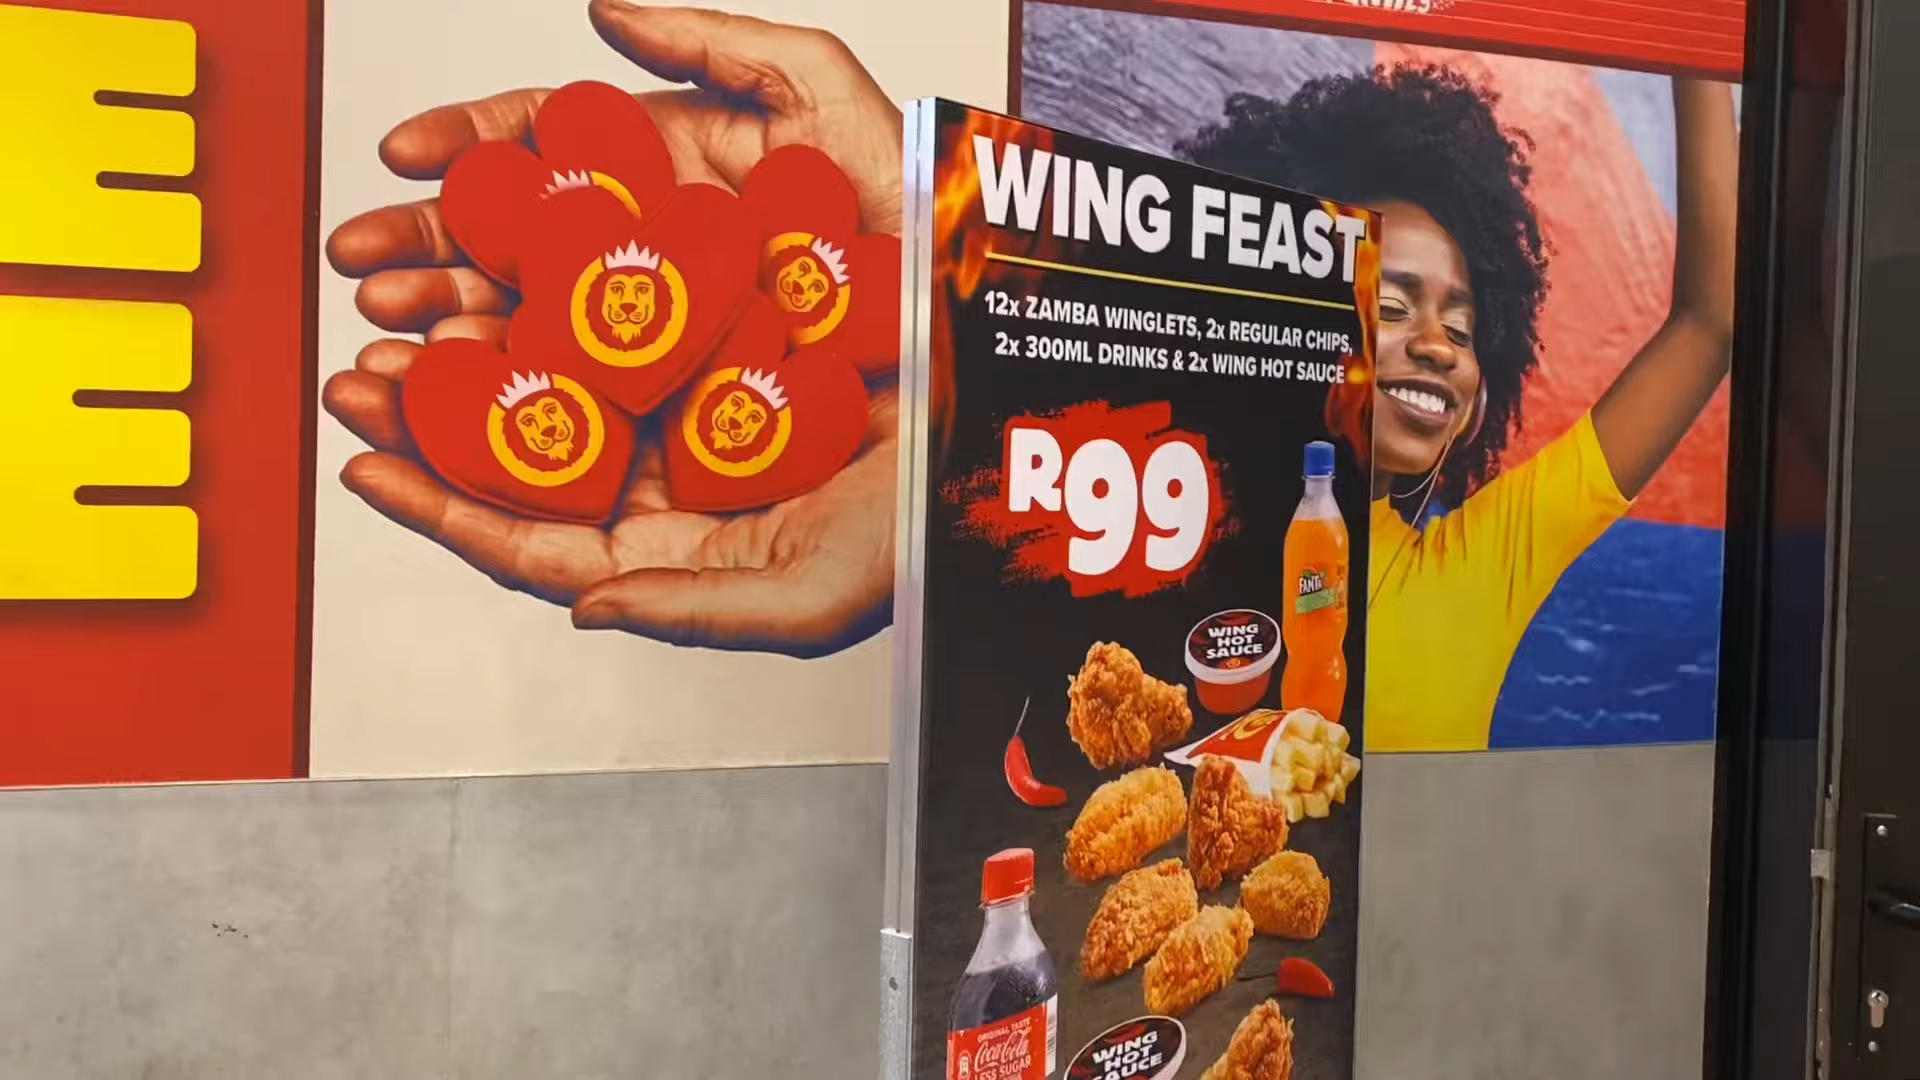 WING FEAST
12x ZAMBA WINGLETS, 2x REGULAR CHIPS,
2x 300ML DRINKS & 2x WING HOT SAUCE
R99
FANTA
WING
HOT
SAUCE
ORIGINAL TASTE
Coca-Cola
LESS SUGAR
WING
HOT
SAUCE